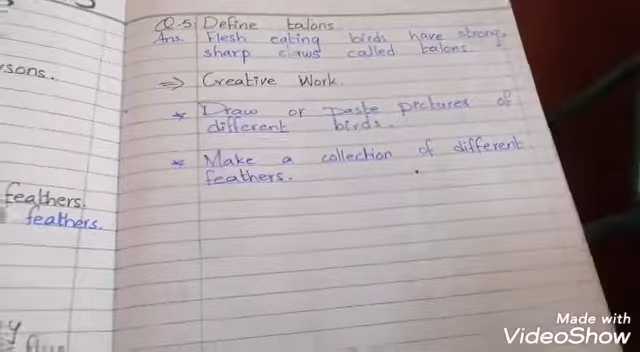 Q.5 Define talons.
Ans. Flesh eating birds have strong,
sharp claws called talons.
⇒ Creative Work
* Draw or paste pictures of
different birds.
* Make a collection of different
feathers.
sons.
feathers.
feathers.
Made with
VideoShow